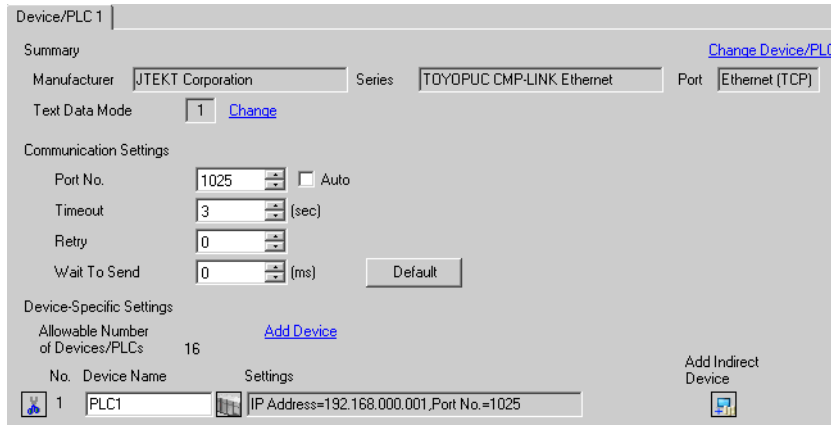 Device/PLC 1
Summary
Change Device/PLC
Manufacturer JTEKT Corporation Series TOYOPUC CMP-LINK Ethernet Port Ethernet (TCP)
Text Data Mode 1 Change
Communication Settings
Port No. 1025 Auto
Timeout 3 (sec)
Retry 0
Wait To Send 0 (ms) Default
Device-Specific Settings
Allowable Number
of Devices/PLCs 16
Add Device
Add Indirect
Device
No. Device Name Settings
1 PLC1 IP Address=192.168.000.001,Port No.=1025